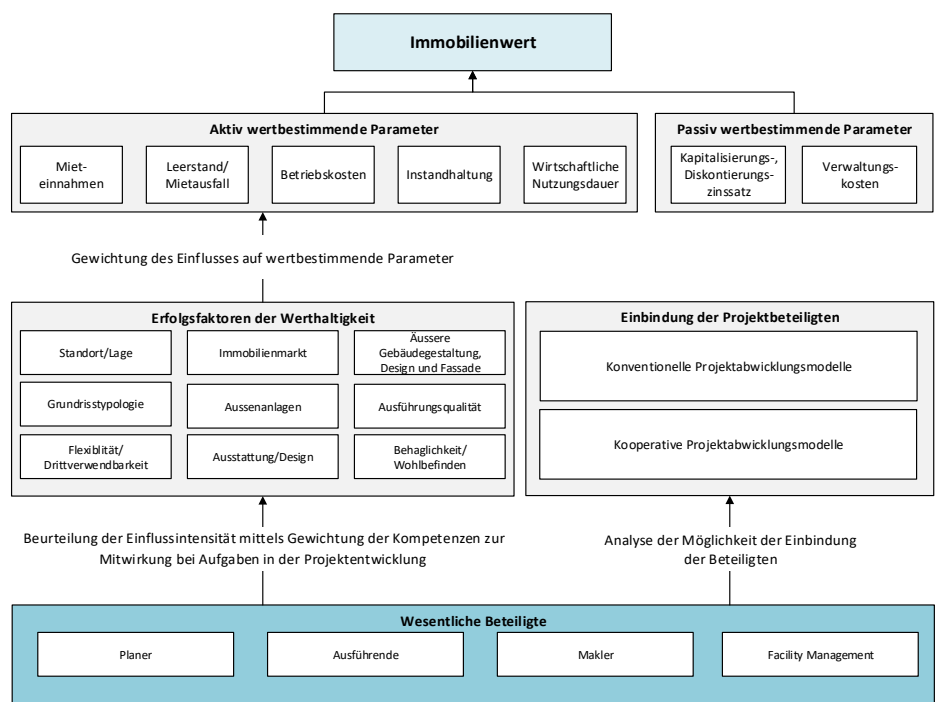 Immobilienwert
Aktiv wertbestimmende Parameter
Miet-
einnahmen
Leerstand/
Mietausfall
Betriebskosten
Instandhaltung
Wirtschaftliche
Nutzungsdauer
Passiv wertbestimmende Parameter
Kapitalisierungs-,
Diskontierungs-
zinssatz
Verwaltungs-
kosten
Gewichtung des Einflusses auf wertbestimmende Parameter
Erfolgsfaktoren der Werthaltigkeit
Standort/Lage
Immobilienmarkt
Äussere
Gebäudegestaltung,
Design und Fassade
Grundrisstypologie
Aussenanlagen
Ausführungsqualität
Flexiblität/
Drittverwendbarkeit
Ausstattung/Design
Behaglichkeit/
Wohlbefinden
Einbindung der Projektbeteiligten
Konventionelle Projektabwicklungsmodelle
Kooperative Projektabwicklungsmodelle
Beurteilung der Einflussintensität mittels Gewichtung der Kompetenzen zur
Mitwirkung bei Aufgaben in der Projektentwicklung
Analyse der Möglichkeit der Einbindung
der Beteiligten
Wesentliche Beteiligte
Planer
Ausführende
Makler
Facility Management